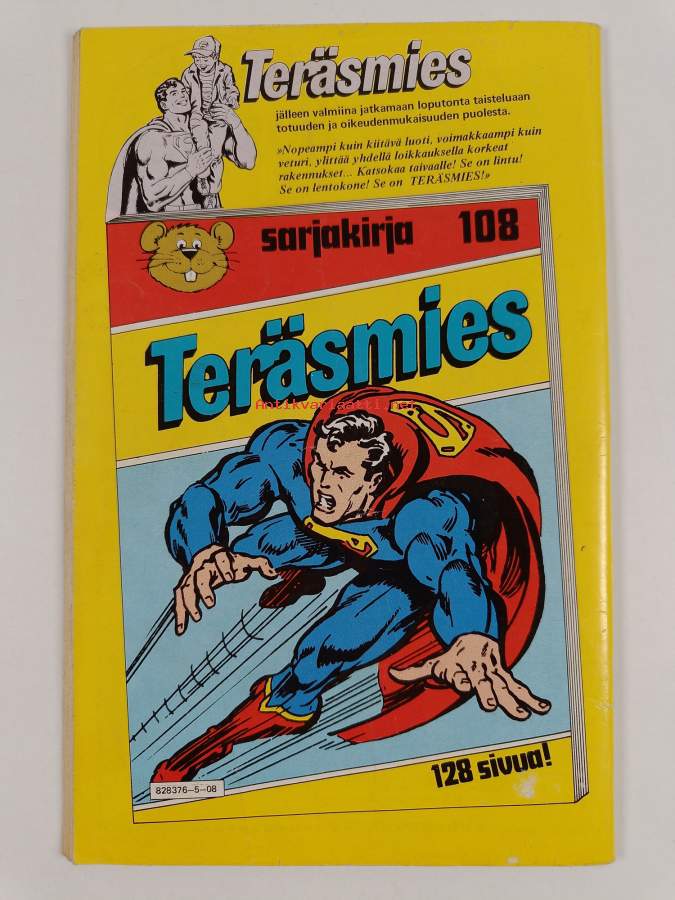 Teräsmies
jälleen valmiina jatkamaan loputonta taisteluaan
totuuden ja oikeudenmukaisuuden puolesta.
»Nopeampi kuin kiitävä luoti, voimakkaampi kuin
veturi, ylittää yhdellä loikkauksella korkeat
rakennukset... Katsokaa taivaalle! Se on lintu!
Se on lentokone! Se on TERÄSMIES!»
sarjakirja 108
Teräsmies
Antikvariaatti.net
128 sivua!
828376-5-08